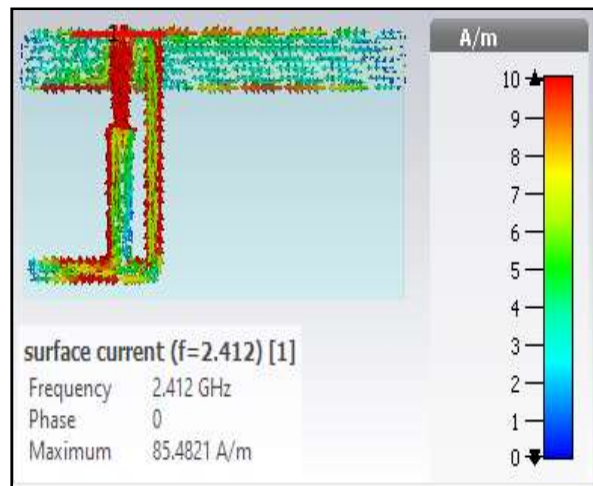 A/m
10
9
8
7
6
5
4
3
2
1
0
surface current (f=2.412) [1]
Frequency 2.412 GHz
Phase 0
Maximum 85.4821 A/m